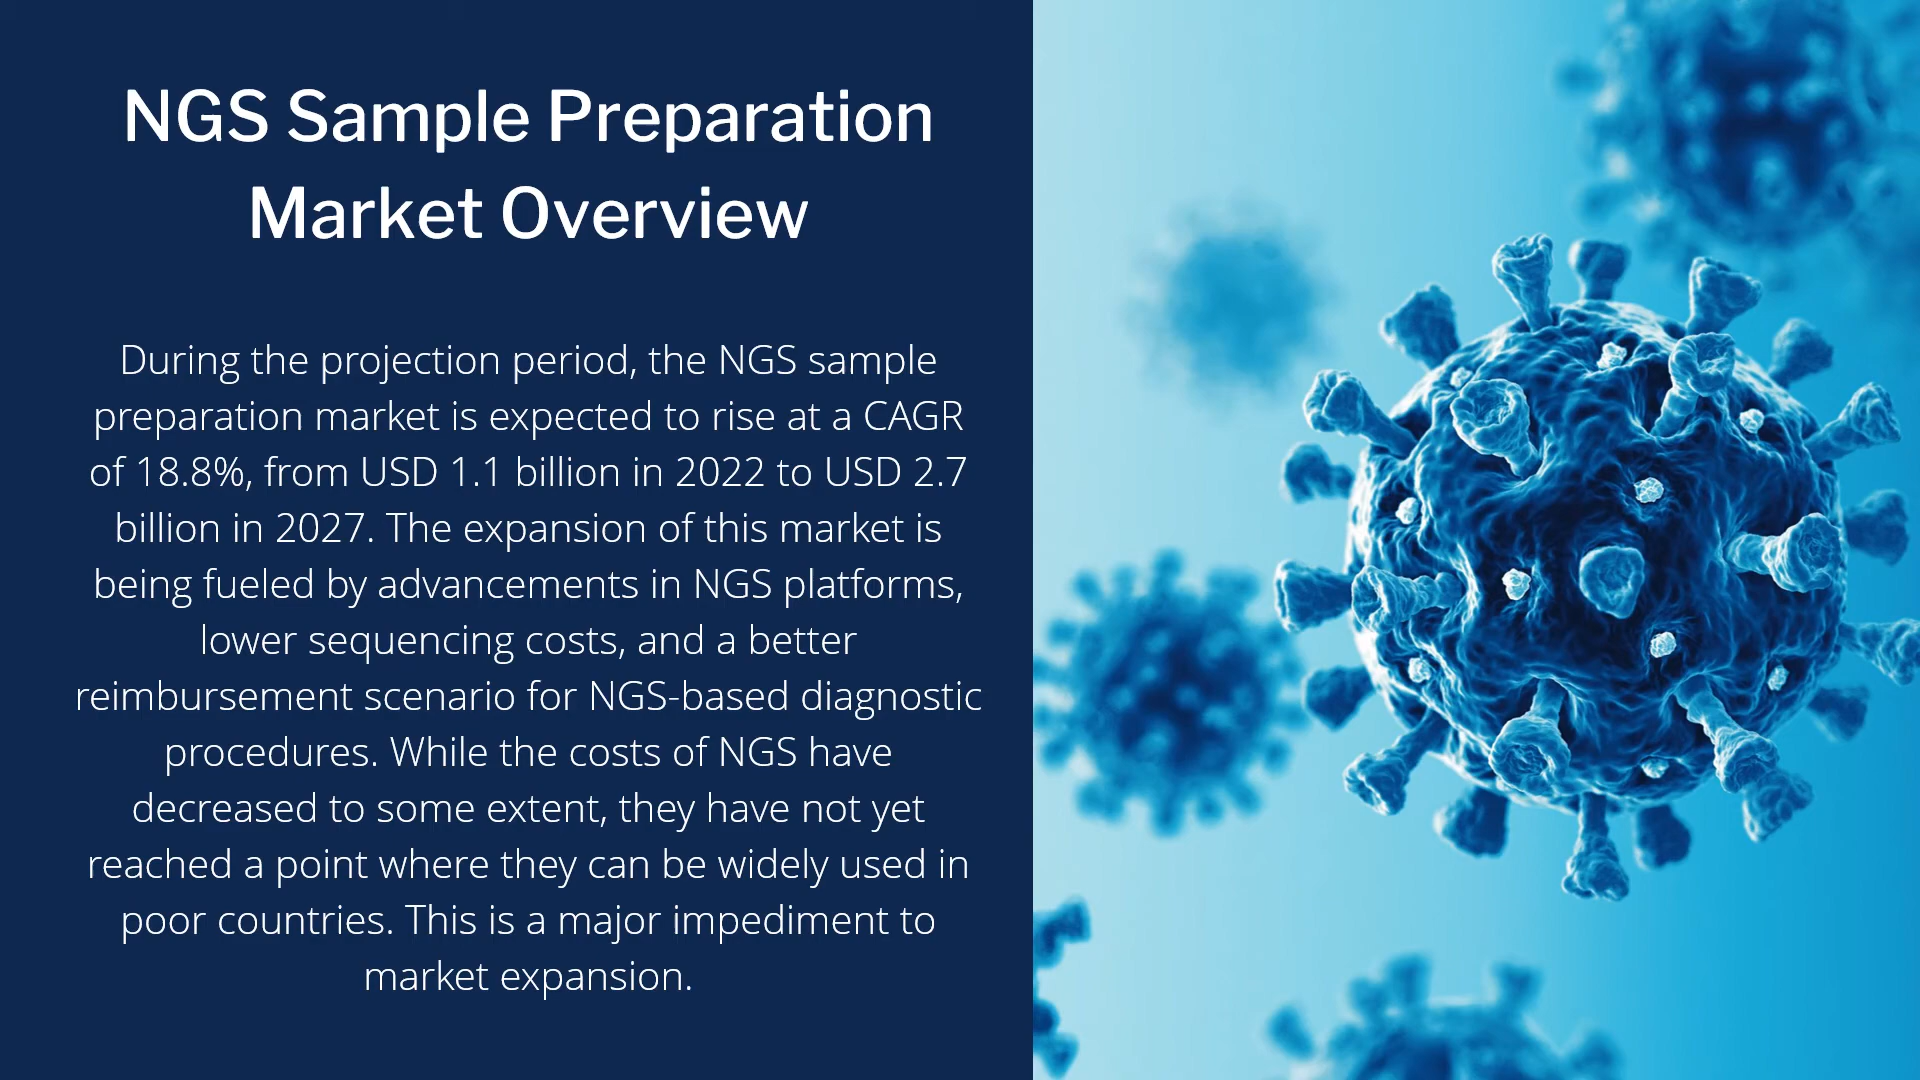 NGS Sample Preparation
Market Overview
During the projection period, the NGS sample
preparation market is expected to rise at a CAGR
of 18.8%, from USD 1.1 billion in 2022 to USD 2.7
billion in 2027. The expansion of this market is
being fueled by advancements in NGS platforms,
lower sequencing costs, and a better
reimbursement scenario for NGS-based diagnostic
procedures. While the costs of NGS have
decreased to some extent, they have not yet
reached a point where they can be widely used in
poor countries. This is a major impediment to
market expansion.